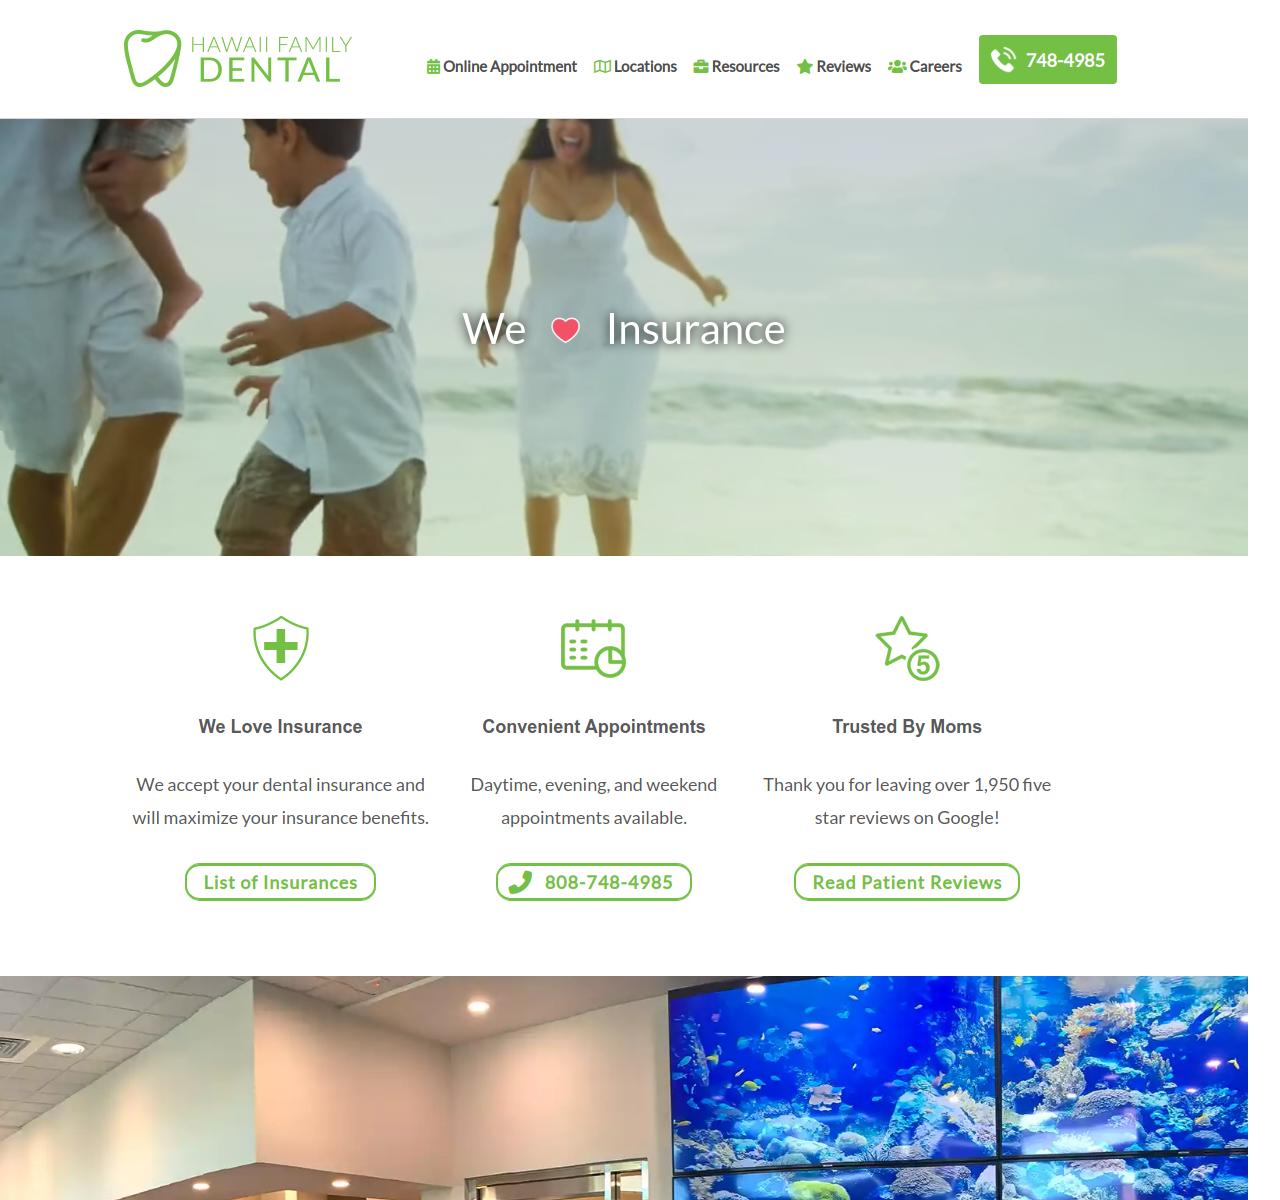 HAWAII FAMILY
DENTAL
Online Appointment
Locations
Resources
Reviews
Careers
748-4985
We Insurance
We Love Insurance
We accept your dental insurance and
will maximize your insurance benefits.
List of Insurances
Convenient Appointments
Daytime, evening, and weekend
appointments available.
808-748-4985
5
Trusted By Moms
Thank you for leaving over 1,950 five
star reviews on Google!
Read Patient Reviews